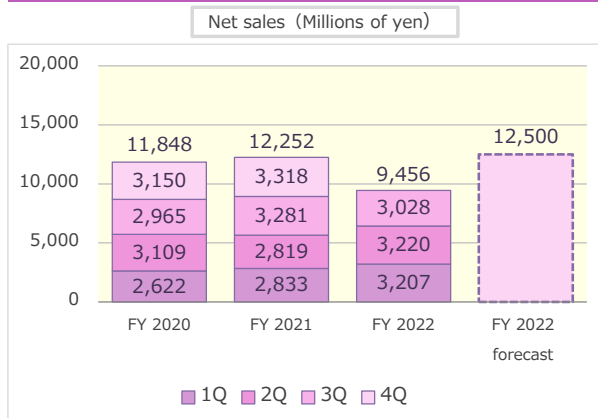 Net sales（Millions of yen）
20,000
15,000
10,000
5,000
0
11,848
3,150
2,965
3,109
2,622
12,252
3,318
3,281
2,819
2,833
9,456
3,028
3,220
3,207
12,500
FY 2020
FY 2021
FY 2022
FY 2022
forecast
1Q 2Q 3Q 4Q